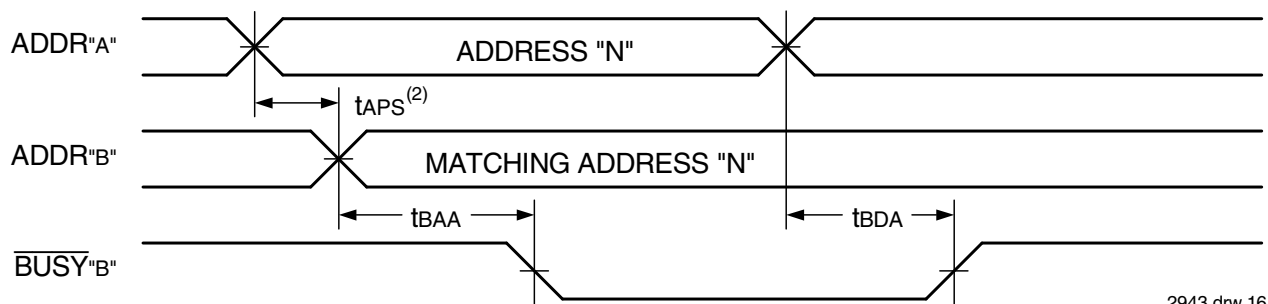 ADDR"A"
ADDRESS "N"
tAPS(2)
ADDR"B"
MATCHING ADDRESS "N"
tBAA
tBDA
BUSY"B"
2943 drw 16